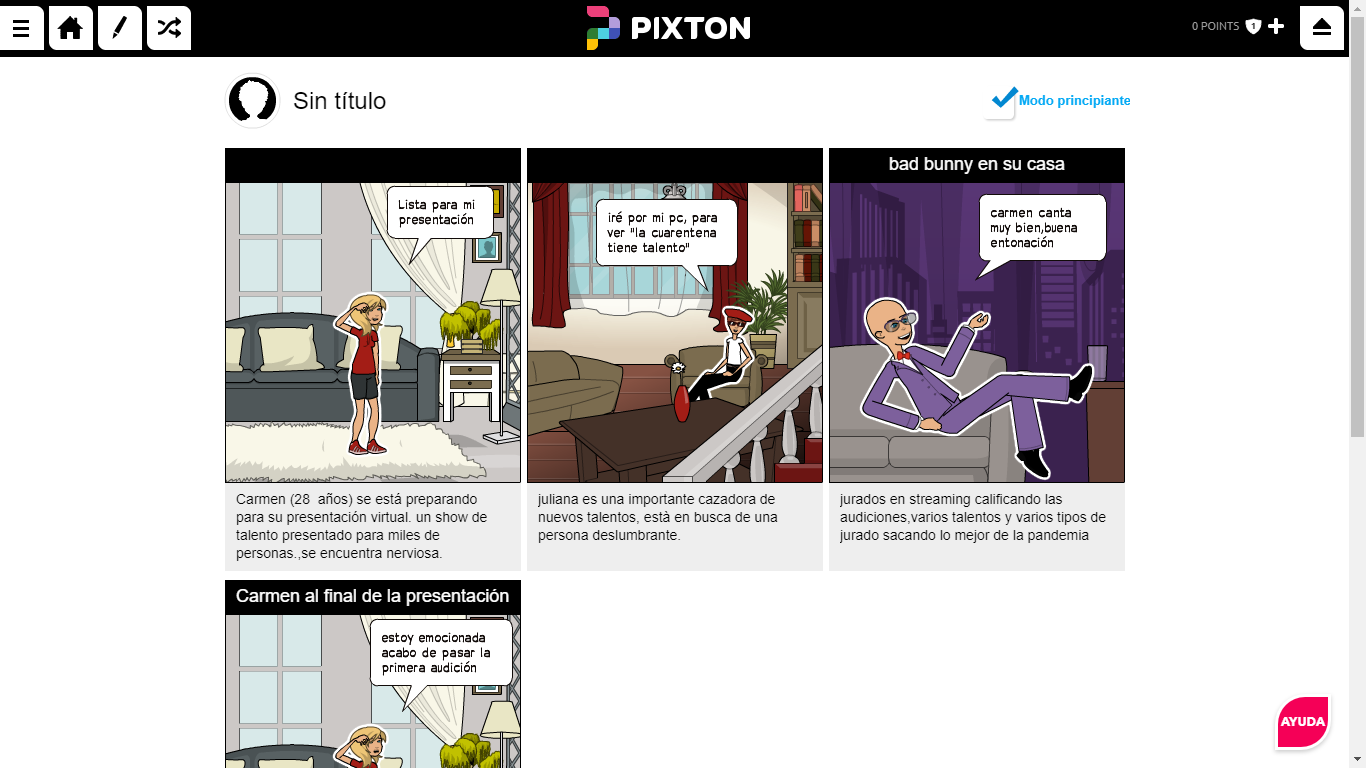 PIXTON
0 POINTS
1
Sin título
Modo principiante
Lista para mi
presentación
Carmen (28  años) se está preparando
para su presentación virtual. un show de
talento presentado para miles de
personas.,se encuentra nerviosa.
iré por mi pc, para
ver "la cuarentena
tiene talento"
juliana es una importante cazadora de
nuevos talentos, està en busca de una
persona deslumbrante.
bad bunny en su casa
carmen canta
muy bien,buena
entonación
jurados en streaming calificando las
audiciones,varios talentos y varios tipos de
jurado sacando lo mejor de la pandemia
Carmen al final de la presentación
estoy emocionada
acabo de pasar la
primera audición
AYUDA